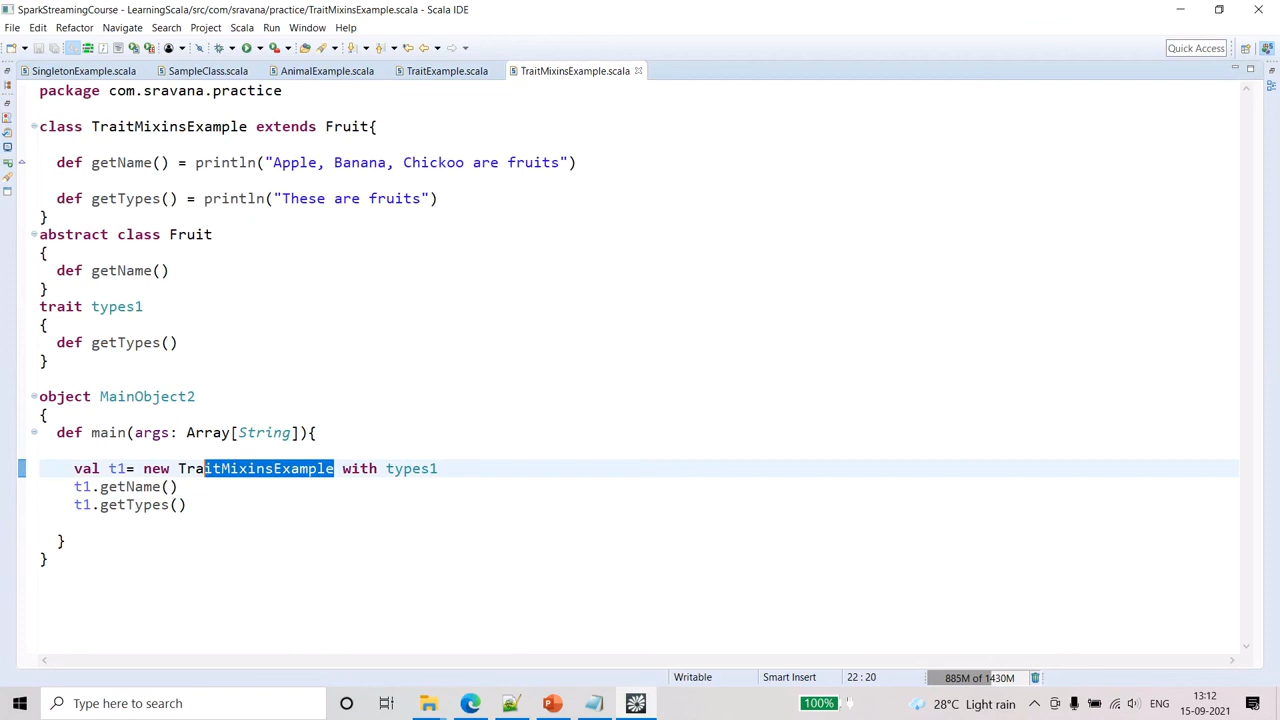 SparkStreamingCourse - LearningScala/src/com/sravana/practice/TraitMixinsExample.scala - Scala IDE
File Edit Refactor Navigate Search Project Scala Run Window Help
Quick Access
SingletonExample.scala SampleClass.scala AnimalExample.scala TraitExample.scala TraitMixinsExample.scala
package com.sravana.practice
class TraitMixinsExample extends Fruit{
def getName() = println("Apple, Banana, Chickoo are fruits")
def getTypes() = println("These are fruits")
}
abstract class Fruit
{
def getName()
}
trait types1
{
def getTypes()
}
object MainObject2
{
def main(args: Array[String]){
val t1= new TraitMixinsExample with types1
t1.getName()
t1.getTypes()
}
}
Writable Smart Insert 22 : 20 885M of 1430M
Type here to search 100% 28°C Light rain ENG 13:12
15-09-2021